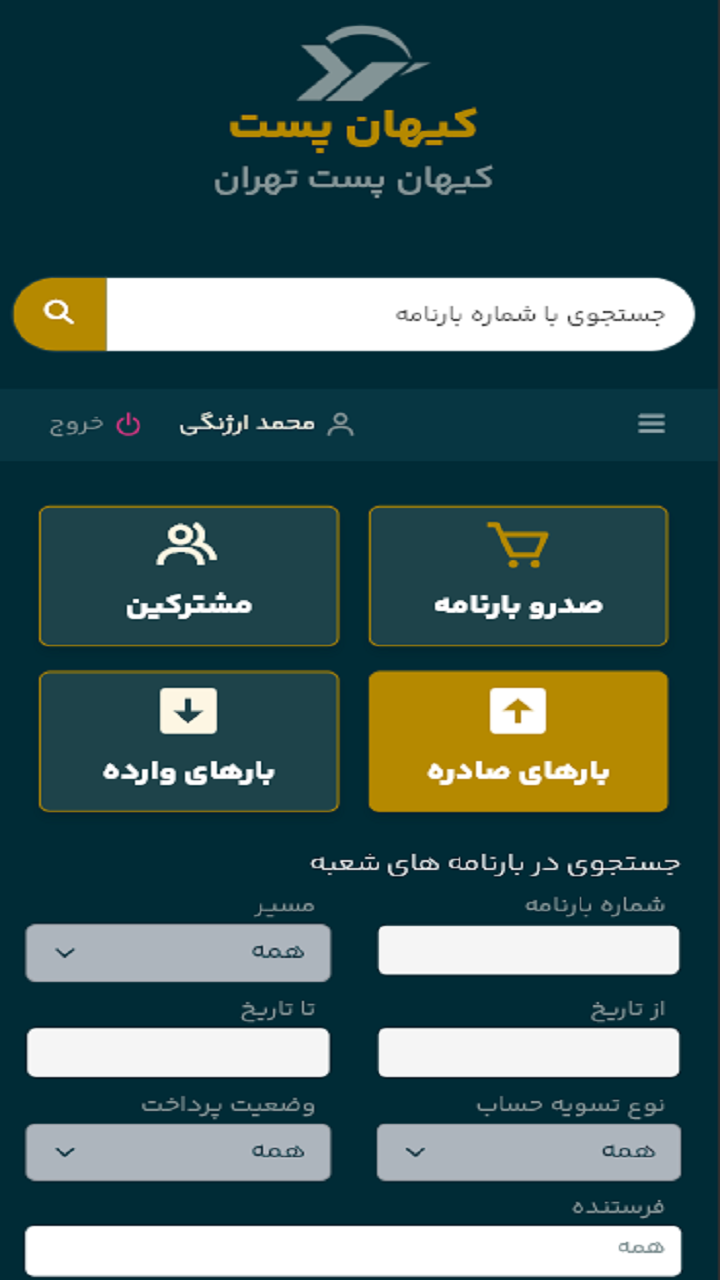 کیهان پست
کیهان پست تهران
جستجوی با شماره بارنامه
محمد ارژنگی خروج
صدرو بارنامه
مشترکین
بارهای صادره
بارهای وارده
جستجوی در بارنامه های شعبه
شماره بارنامه
مسیر
همه
از تاریخ
تا تاریخ
نوع تسویه حساب
وضعیت پرداخت
همه
همه
فرستنده
همه